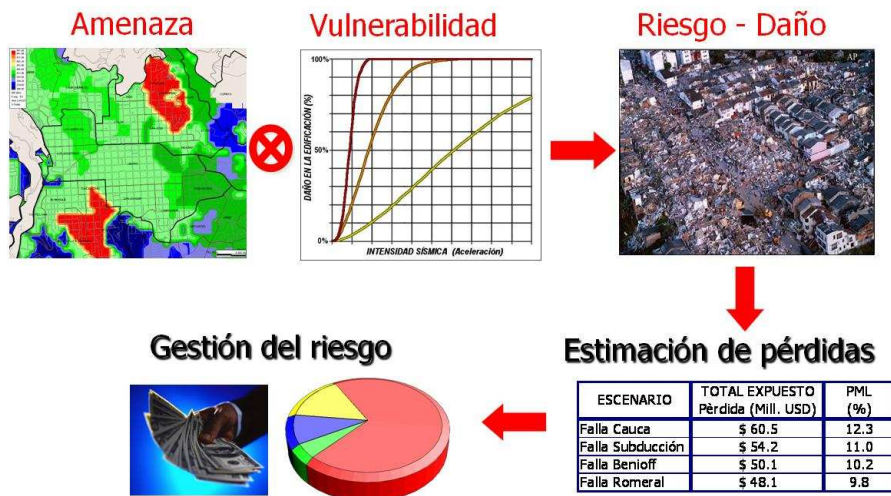 Amenaza
Vulnerabilidad
Riesgo - Daño
100%
50%
0%
DAÑO EN LA EDIFICACIÓN (%)
INTENSIDAD SÍSMICA (Aceleración)
AP
Gestión del riesgo
Estimación de pérdidas
ESCENARIO TOTAL EXPUESTO PML
Pèrdida (Mill. USD) (%)
Falla Cauca $ 60.5 12.3
Falla Subducción $ 54.2 11.0
Falla Benioff $ 50.1 10.2
Falla Romeral $ 48.1 9.8